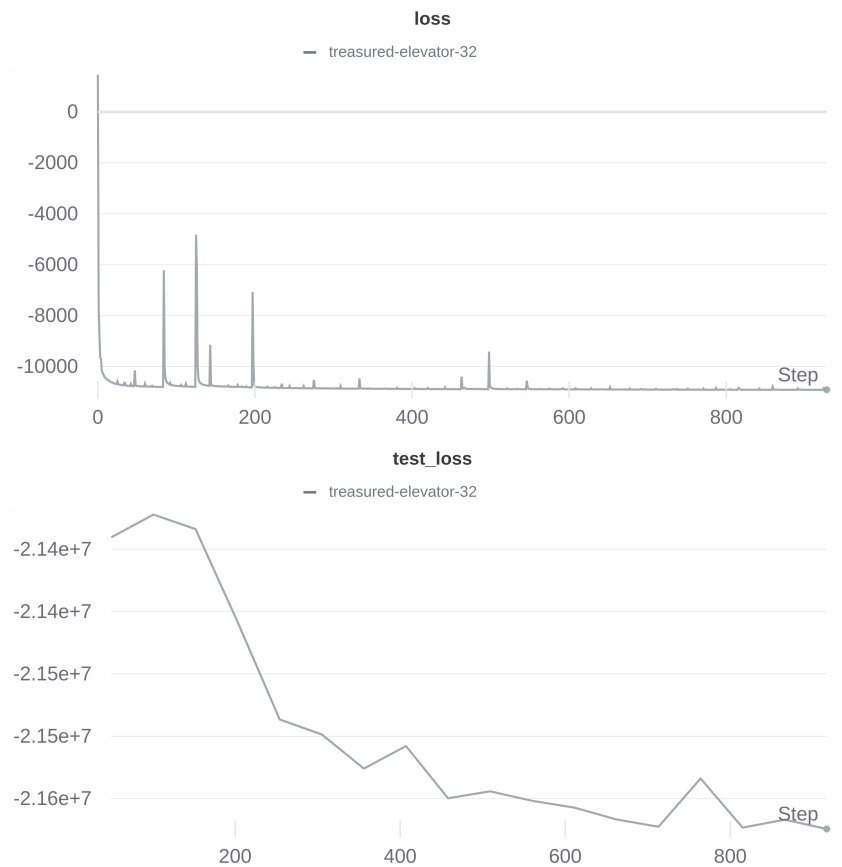 loss
treasured-elevator-32
0
-2000
-4000
-6000
-8000
-10000
Step
0 200 400 600 800
test_loss
treasured-elevator-32
-2.14e+7
-2.14e+7
-2.15e+7
-2.15e+7
-2.16e+7
Step
200 400 600 800